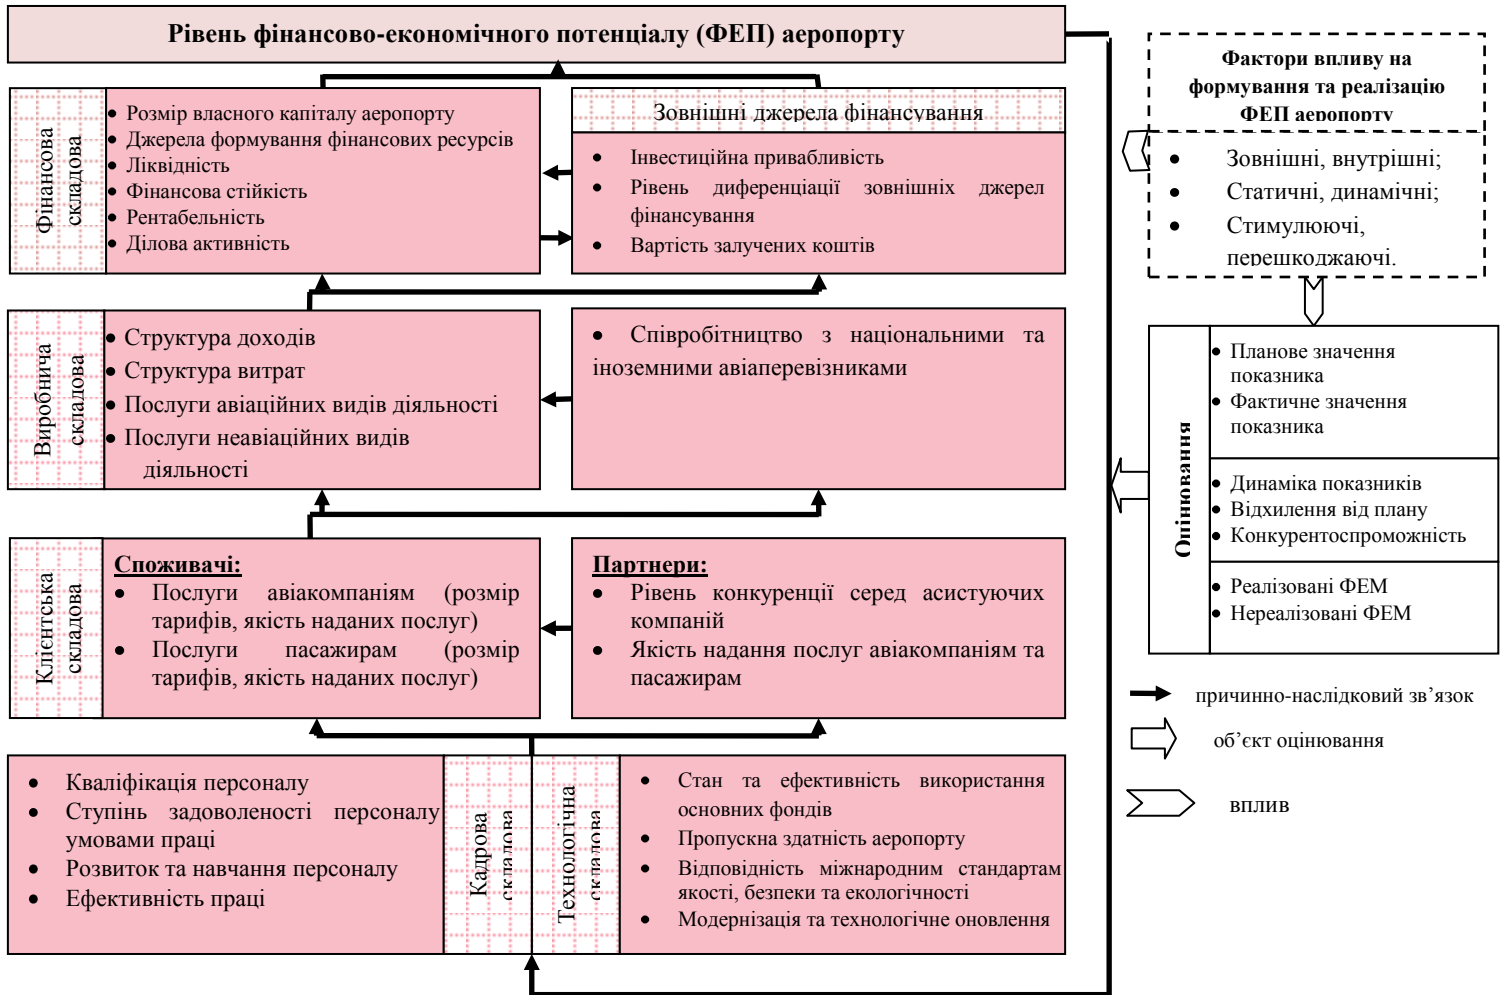 Рівень фінансово-економічного потенціалу (ФЕП) аеропорту
Фінансова
складова
Розмір власного капіталу аеропорту
Джерела формування фінансових ресурсів
Ліквідність
Фінансова стійкість
Рентабельність
Ділова активність
Зовнішні джерела фінансування
Інвестиційна привабливість
Рівень диференціації зовнішніх джерел
фінансування
Вартість залучених коштів
Виробнича
складова
Структура доходів
Структура витрат
Послуги авіаційних видів діяльності
Послуги неавіаційних видів
діяльності
Співробітництво з національними та
іноземними авіаперевізниками
Клієнтська
складова
Споживачі:
Послуги авіакомпаніям (розмір
тарифів, якість наданих послуг)
Послуги пасажирам (розмір
тарифів, якість наданих послуг)
Партнери:
Рівень конкуренції серед асистуючих
компаній
Якість надання послуг авіакомпаніям та
пасажирам
Кваліфікація персоналу
Ступінь задоволеності персоналу
умовами праці
Розвиток та навчання персоналу
Ефективність праці
Кадрова
складова
Технологічна
складова
Стан та ефективність використання
основних фондів
Пропускна здатність аеропорту
Відповідність міжнародним стандартам
якості, безпеки та екологічності
Модернізація та технологічне оновлення
Фактори впливу на
формування та реалізацію
ФЕП аеропорту
Зовнішні, внутрішні;
Статичні, динамічні;
Стимулюючі,
перешкоджаючі.
Оцінювання
Планове значення
показника
Фактичне значення
показника
Динаміка показників
Відхилення від плану
Конкурентоспроможність
Реалізовані ФЕМ
Нереалізовані ФЕМ
причинно-наслідковий зв’язок
об’єкт оцінювання
вплив